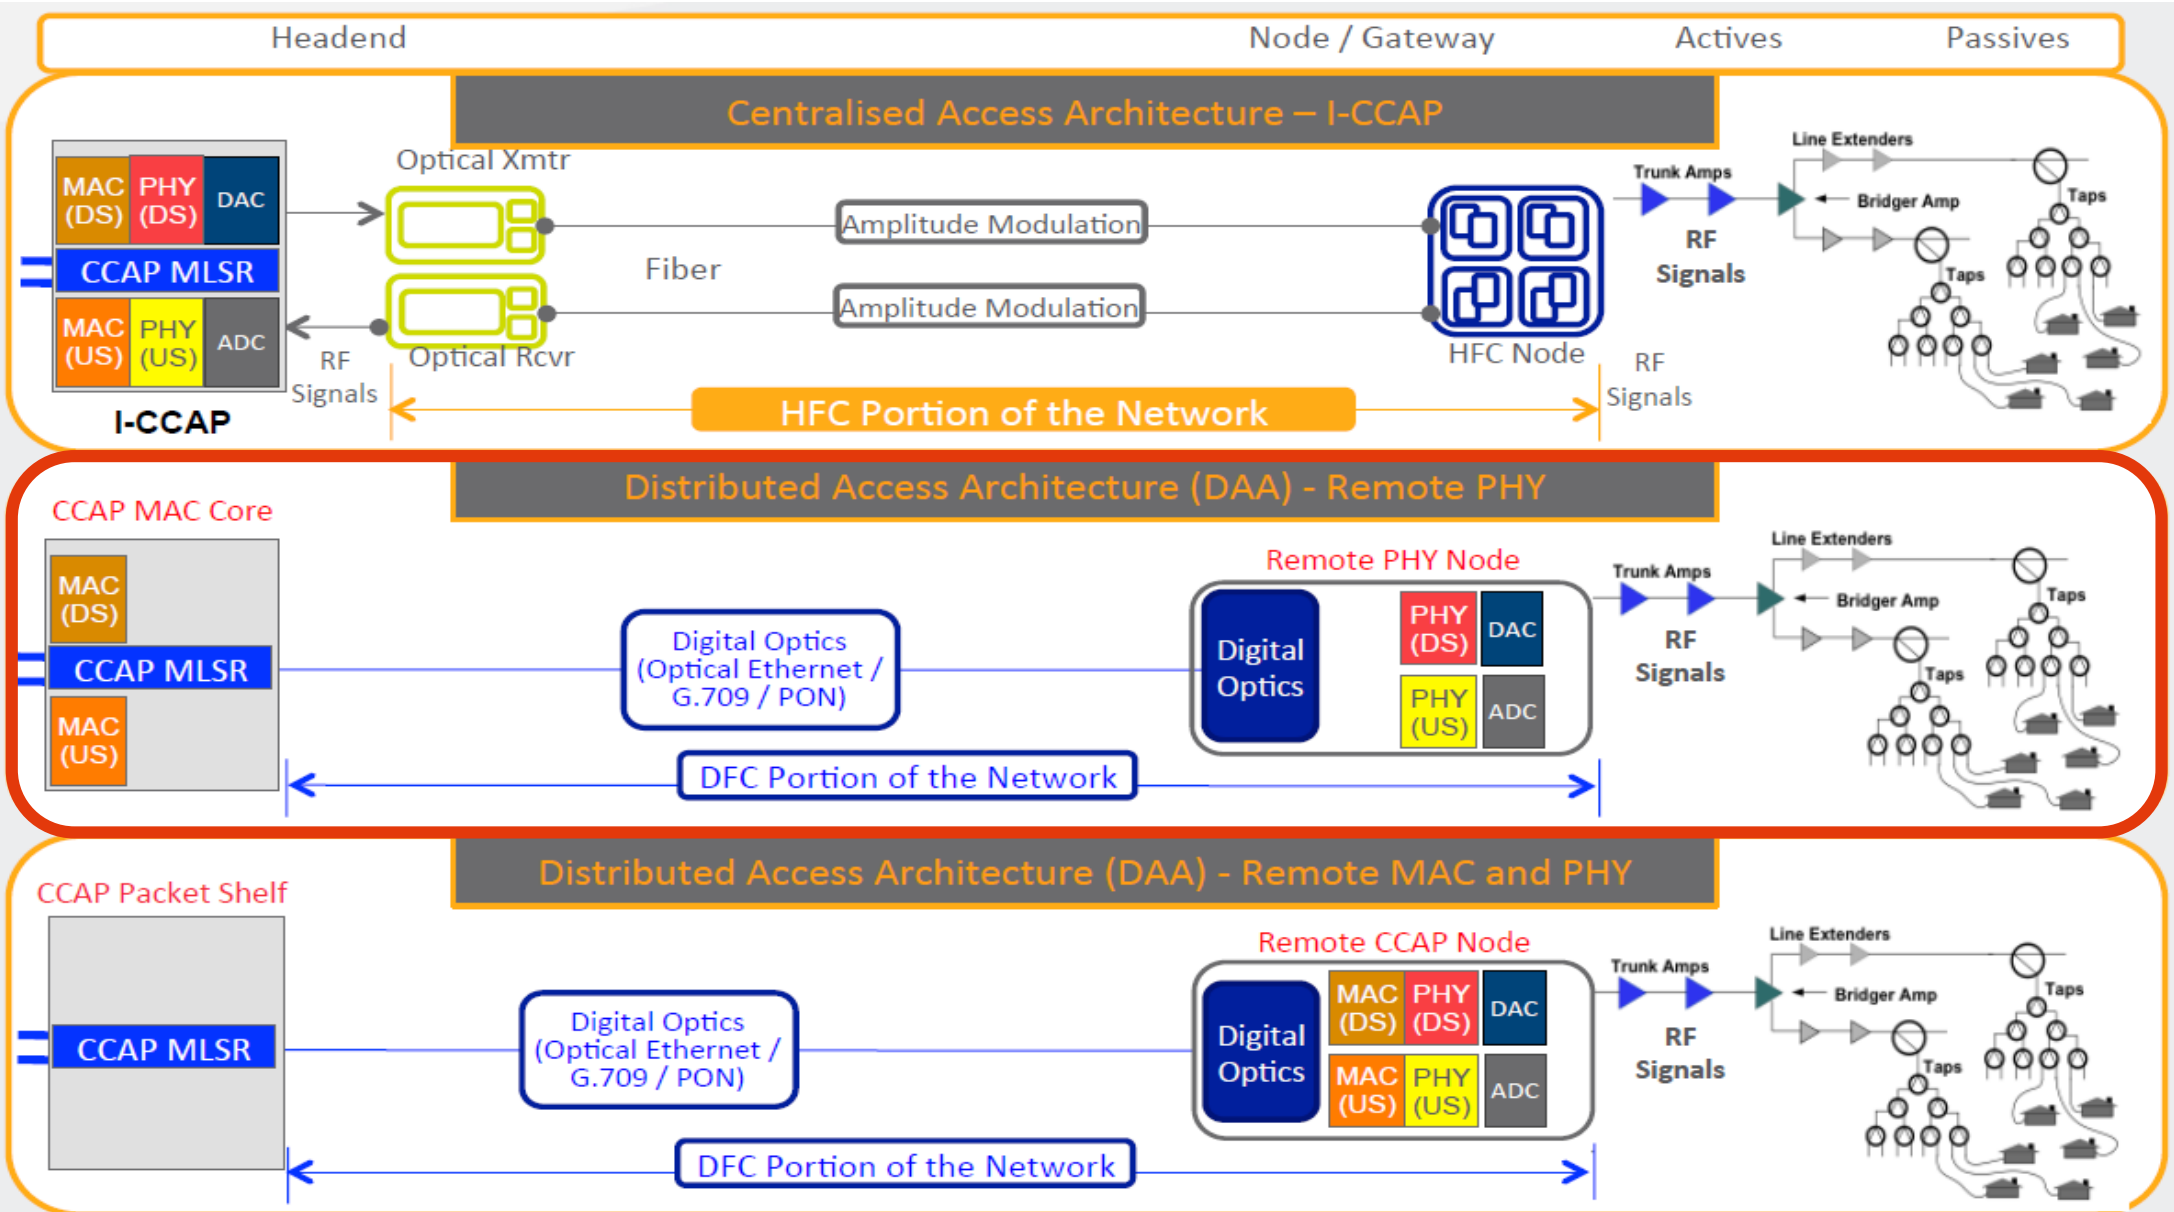 Headend
Node / Gateway
Actives
Passives
Centralised Access Architecture – I-CCAP
MAC
(DS)
PHY
(DS)
DAC
CCAP MLSR
MAC
(US)
PHY
(US)
ADC
I-CCAP
RF
Signals
Optical Xmtr
Optical Rcvr
Fiber
Amplitude Modulation
Amplitude Modulation
HFC Node
HFC Portion of the Network
RF
Signals
Trunk Amps
RF
Signals
Line Extenders
Bridger Amp
Taps
Taps
Distributed Access Architecture (DAA) - Remote PHY
CCAP MAC Core
MAC
(DS)
CCAP MLSR
MAC
(US)
Digital Optics
(Optical Ethernet /
G.709 / PON)
DFC Portion of the Network
Remote PHY Node
Digital
Optics
PHY
(DS)
DAC
PHY
(US)
ADC
Trunk Amps
RF
Signals
Line Extenders
Bridger Amp
Taps
Taps
Distributed Access Architecture (DAA) - Remote MAC and PHY
CCAP Packet Shelf
CCAP MLSR
Digital Optics
(Optical Ethernet /
G.709 / PON)
DFC Portion of the Network
Remote CCAP Node
Digital
Optics
MAC
(DS)
PHY
(DS)
DAC
MAC
(US)
PHY
(US)
ADC
Trunk Amps
RF
Signals
Line Extenders
Bridger Amp
Taps
Taps